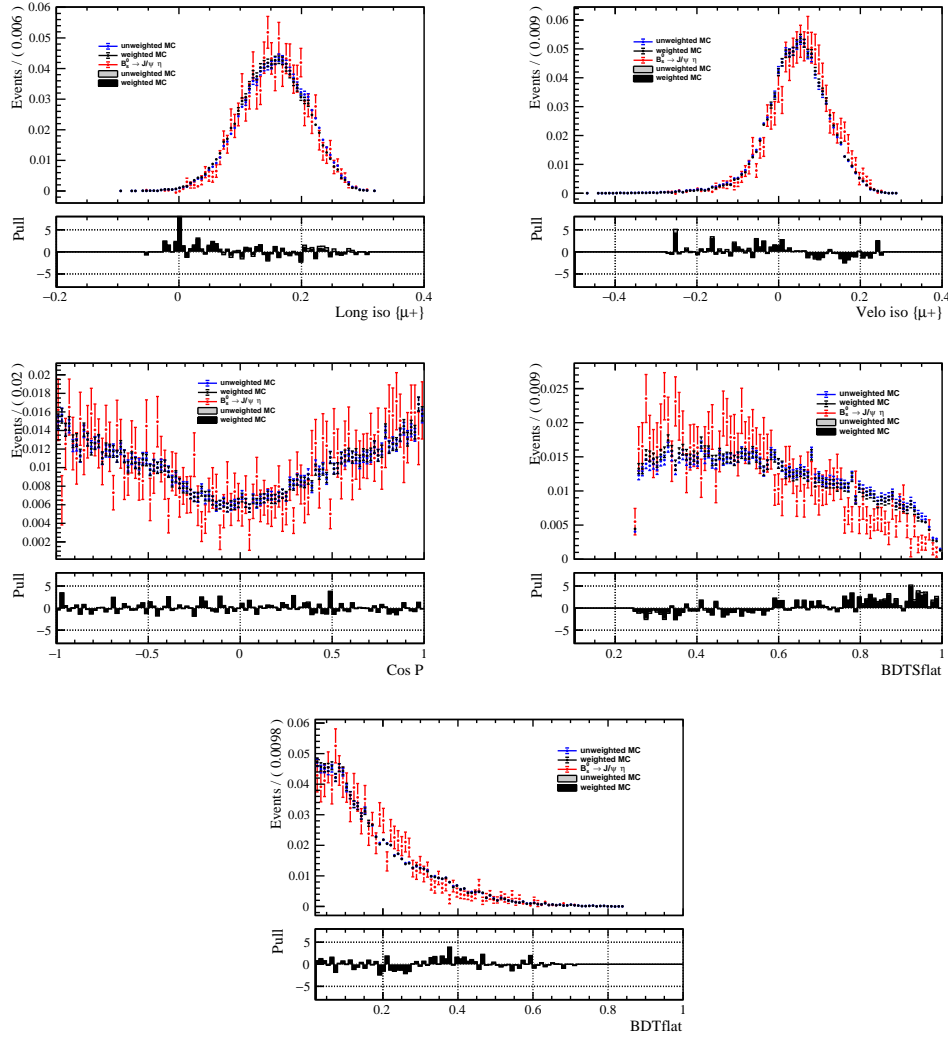 Events / ( 0.006 )
0.06
0.05
0.04
0.03
0.02
0.01
0
unweighted MC
weighted MC
B⁰ₛ → J/ψ η
unweighted MC
weighted MC
Pull
5
0
−5
−0.2 0 0.2 0.4
Long iso {μ+}
Events / ( 0.009 )
0.06
0.05
0.04
0.03
0.02
0.01
0
unweighted MC
weighted MC
B⁰ₛ → J/ψ η
unweighted MC
weighted MC
Pull
5
0
−5
−0.4 −0.2 0 0.2 0.4
Velo iso {μ+}
Events / ( 0.02 )
0.02
0.018
0.016
0.014
0.012
0.01
0.008
0.006
0.004
0.002
unweighted MC
weighted MC
B⁰ₛ → J/ψ η
unweighted MC
weighted MC
Pull
5
0
−5
−1 −0.5 0 0.5 1
Cos P
Events / ( 0.009 )
0.025
0.02
0.015
0.01
0.005
0
unweighted MC
weighted MC
B⁰ₛ → J/ψ η
unweighted MC
weighted MC
Pull
5
0
−5
0.2 0.4 0.6 0.8 1
BDTSflat
Events / ( 0.0098 )
0.06
0.05
0.04
0.03
0.02
0.01
0
unweighted MC
weighted MC
B⁰ₛ → J/ψ η
unweighted MC
weighted MC
Pull
5
0
−5
0.2 0.4 0.6 0.8 1
BDTflat